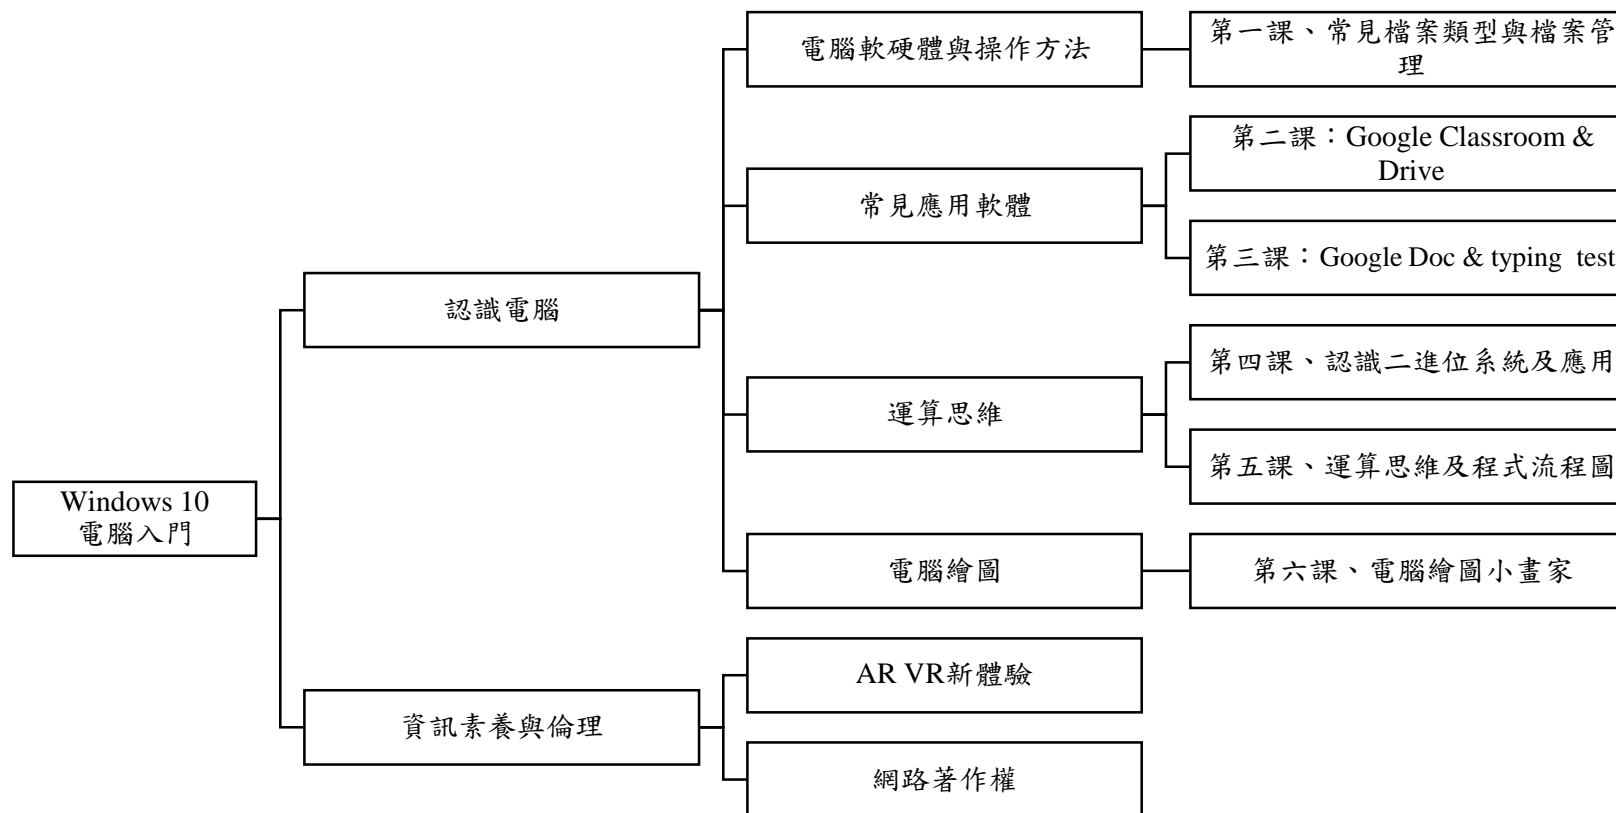 電腦軟硬體與操作方法
第一課、常見檔案類型與檔案管
理
第二課：Google Classroom &
Drive
常見應用軟體
第三課：Google Doc & typing  test
認識電腦
第四課、認識二進位系統及應用
運算思維
第五課、運算思維及程式流程圖
Windows 10
電腦入門
電腦繪圖
第六課、電腦繪圖小畫家
AR VR新體驗
資訊素養與倫理
網路著作權